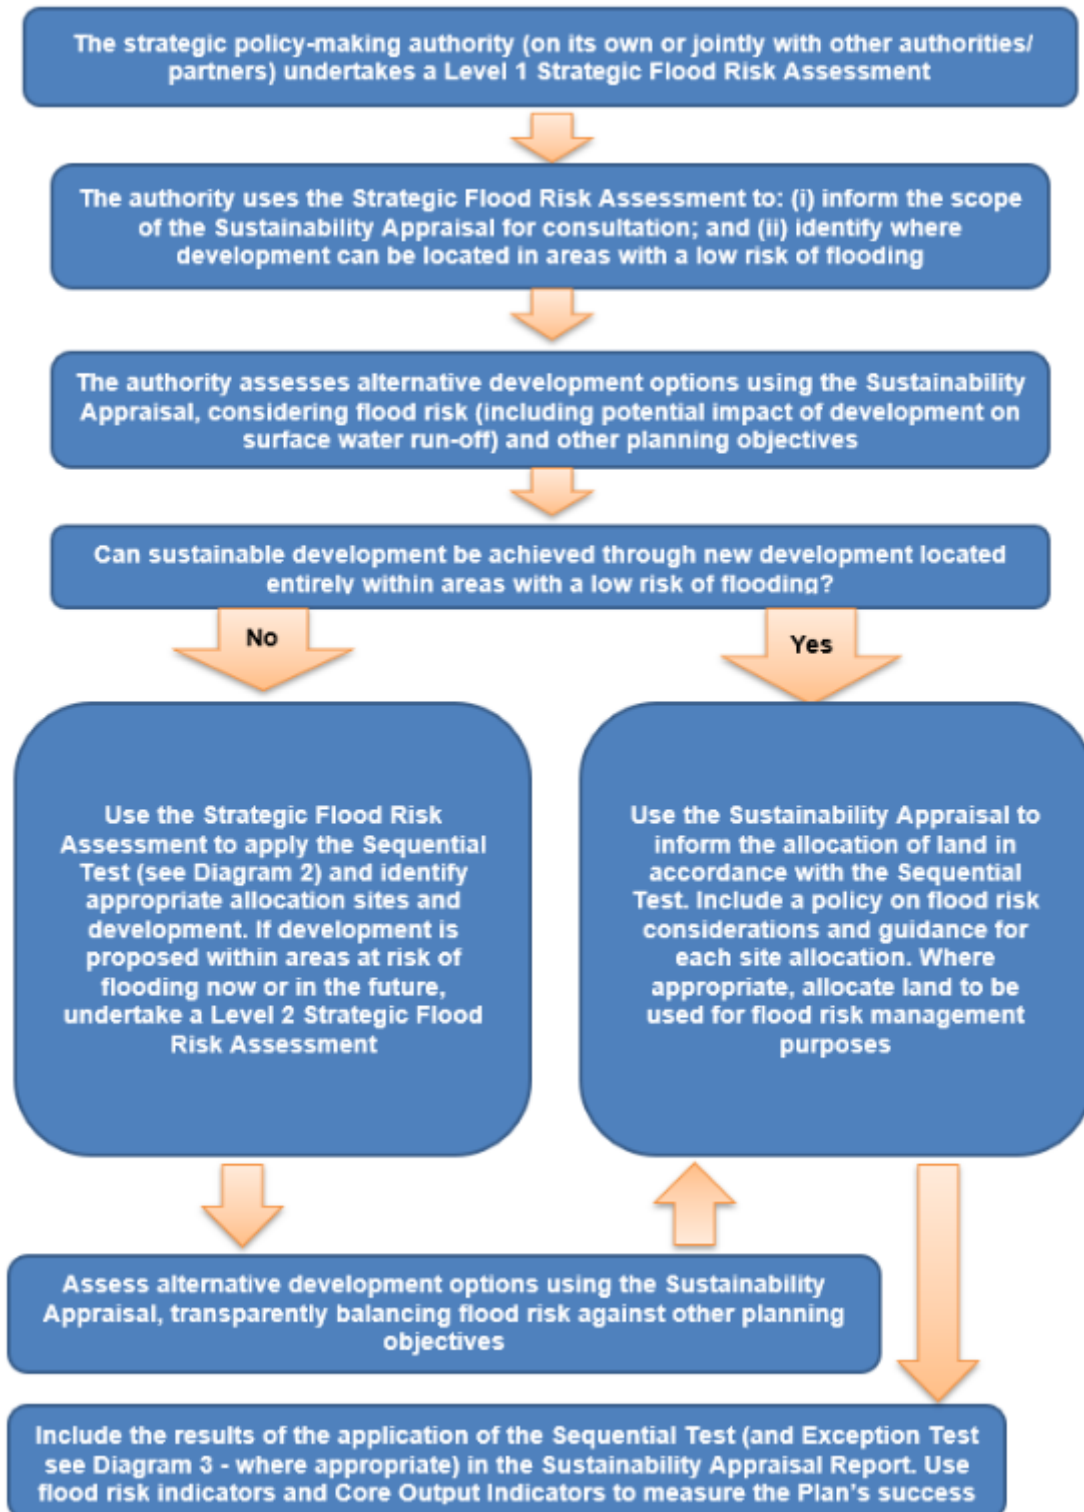 The strategic policy-making authority (on its own or jointly with other authorities/
partners) undertakes a Level 1 Strategic Flood Risk Assessment
The authority uses the Strategic Flood Risk Assessment to: (i) inform the scope
of the Sustainability Appraisal for consultation; and (ii) identify where
development can be located in areas with a low risk of flooding
The authority assesses alternative development options using the Sustainability
Appraisal, considering flood risk (including potential impact of development on
surface water run-off) and other planning objectives
Can sustainable development be achieved through new development located
entirely within areas with a low risk of flooding?
No
Yes
Use the Strategic Flood Risk
Assessment to apply the Sequential
Test (see Diagram 2) and identify
appropriate allocation sites and
development. If development is
proposed within areas at risk of
flooding now or in the future,
undertake a Level 2 Strategic Flood
Risk Assessment
Use the Sustainability Appraisal to
inform the allocation of land in
accordance with the Sequential
Test. Include a policy on flood risk
considerations and guidance for
each site allocation. Where
appropriate, allocate land to be
used for flood risk management
purposes
Assess alternative development options using the Sustainability
Appraisal, transparently balancing flood risk against other planning
objectives
Include the results of the application of the Sequential Test (and Exception Test
see Diagram 3 - where appropriate) in the Sustainability Appraisal Report. Use
flood risk indicators and Core Output Indicators to measure the Plan's success